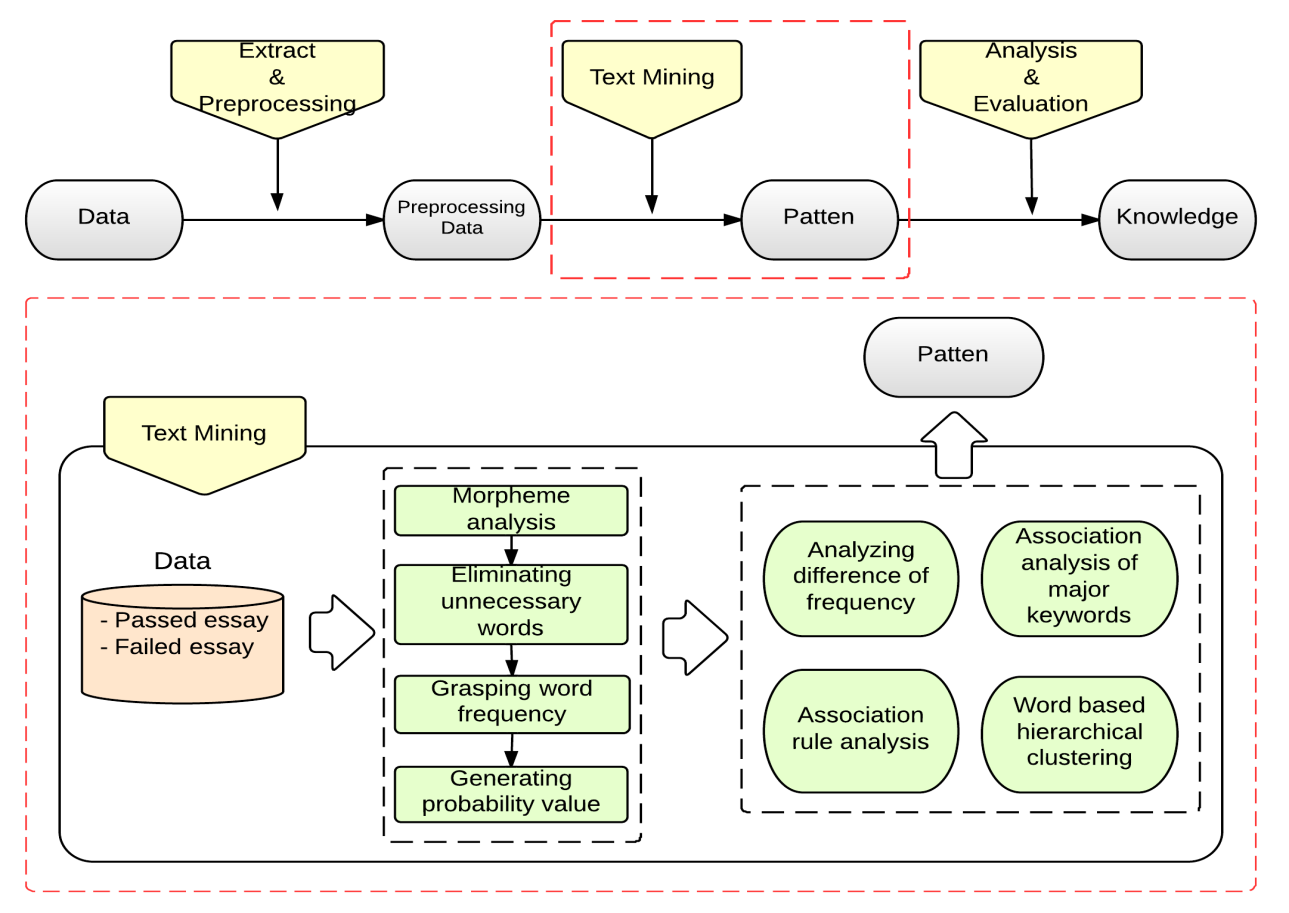 Extract
&
Preprocessing
Text Mining
Analysis
&
Evaluation
Data
Preprocessing
Data
Patten
Knowledge
Patten
Text Mining
Data
- Passed essay
- Failed essay
Morpheme
analysis
Eliminating
unnecessary
words
Grasping word
frequency
Generating
probability value
Analyzing
difference of
frequency
Association
analysis of
major
keywords
Association
rule analysis
Word based
hierarchical
clustering